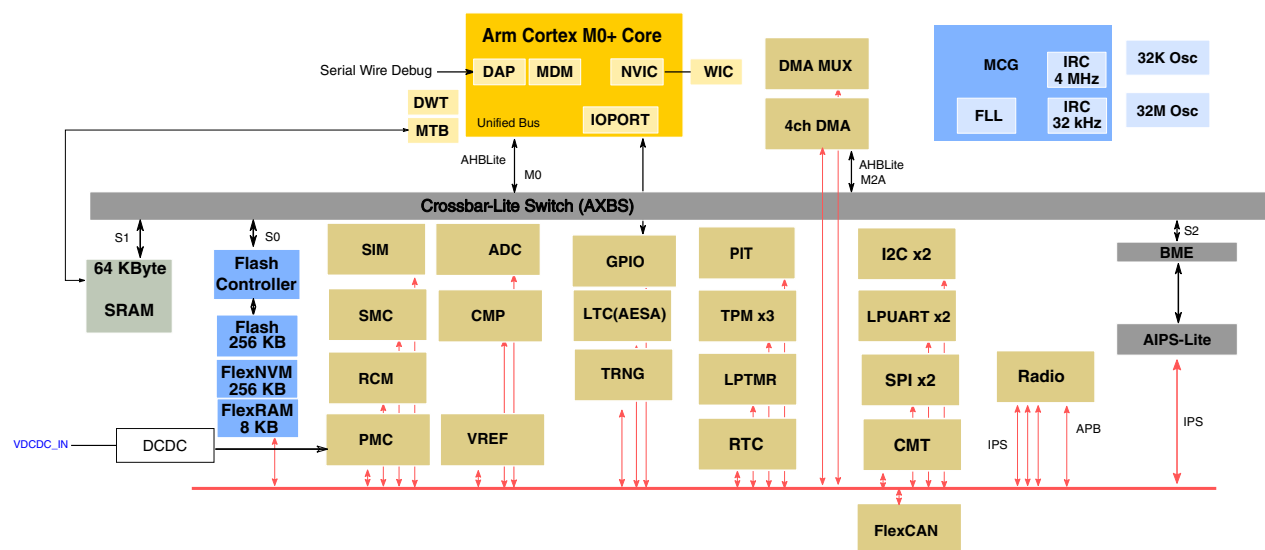 Arm Cortex M0+ Core
Serial Wire Debug
DAP
MDM
NVIC
WIC
DWT
MTB
Unified Bus
IOPORT
DMA MUX
4ch DMA
MCG
IRC
4 MHz
FLL
IRC
32 kHz
32K Osc
32M Osc
AHBLite
M0
AHBLite
M2A
Crossbar-Lite Switch (AXBS)
S1
S0
S2
64 KByte
SRAM
Flash
Controller
Flash
256 KB
FlexNVM
256 KB
FlexRAM
8 KB
VDCDC_IN
DCDC
SIM
SMC
RCM
PMC
ADC
CMP
VREF
GPIO
LTC(AESA)
TRNG
PIT
TPM x3
LPTMR
RTC
I2C x2
LPUART x2
SPI x2
CMT
Radio
IPS
APB
BME
AIPS-Lite
IPS
FlexCAN